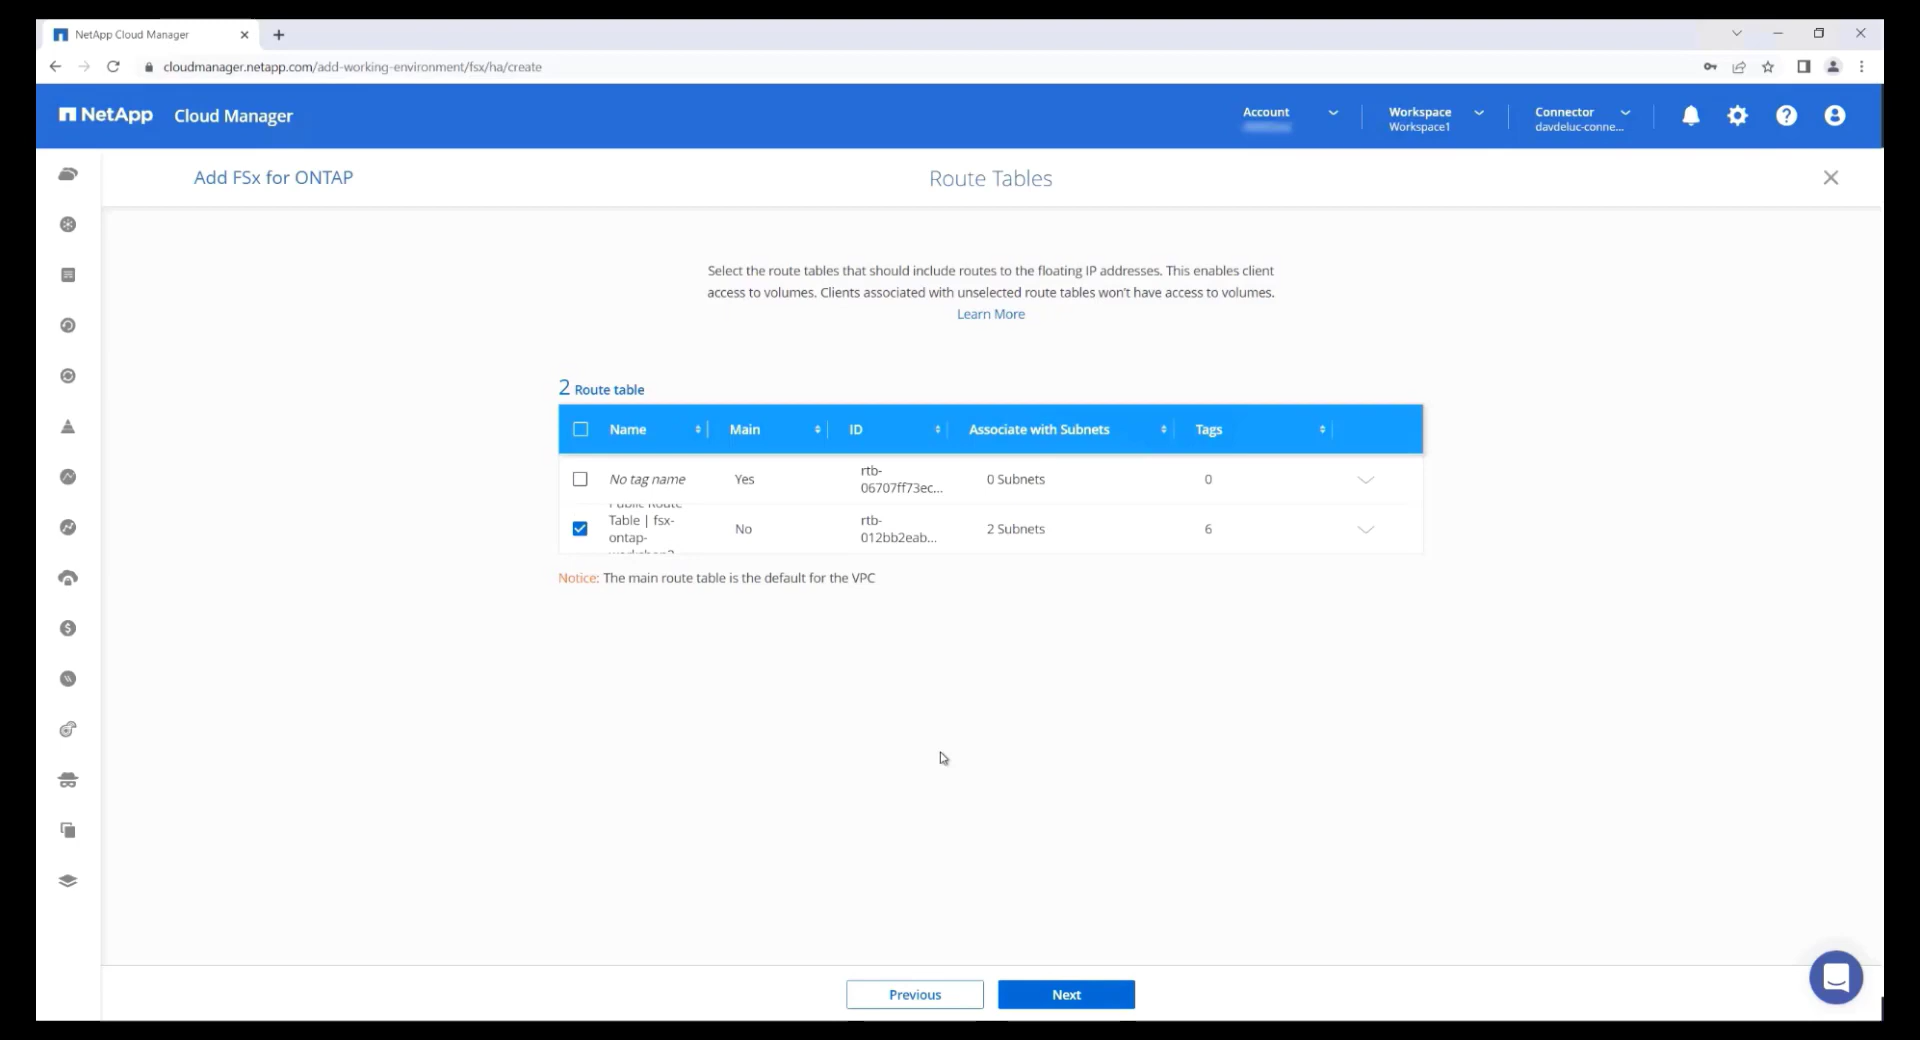 NetApp Cloud Manager
cloudmanager.netapp.com/add-working-environment/fsx/ha/create
NetApp Cloud Manager
Account
Workspace
Workspace1
Connector
davdeluc-conne...
Add FSx for ONTAP
Route Tables
Select the route tables that should include routes to the floating IP addresses. This enables client
access to volumes. Clients associated with unselected route tables won't have access to volumes.
Learn More
2 Route table
Name Main ID Associate with Subnets Tags
No tag name Yes rtb-06707ff73ec... 0 Subnets 0
Public Route
Table | fsx-
ontap-
No rtb-012bb2eab... 2 Subnets 6
Notice: The main route table is the default for the VPC
Previous Next